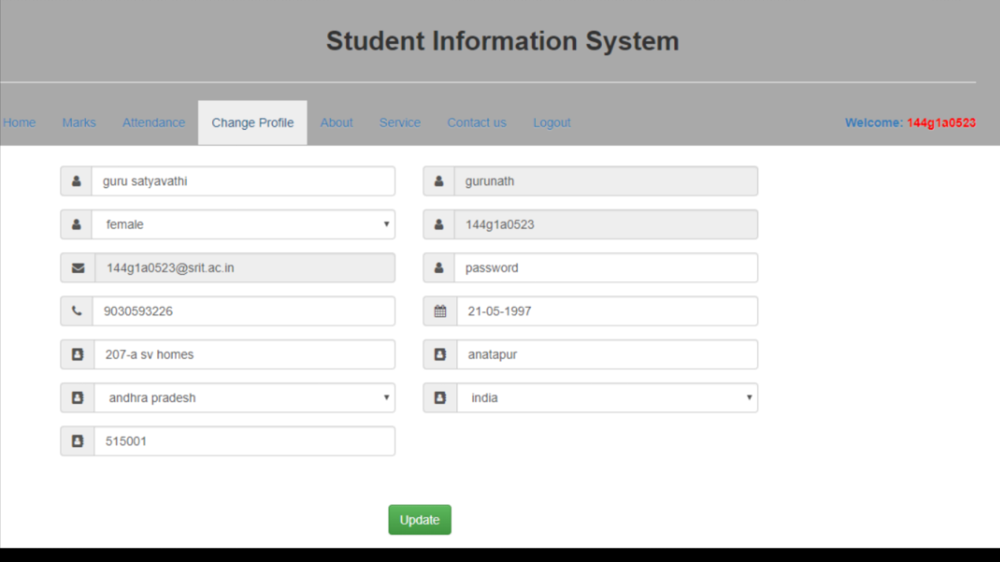 Student Information System
Home Marks Attendance Change Profile About Service Contact us Logout Welcome: 144g1a0523
guru satyavathi gurunath
female 144g1a0523
144g1a0523@srit.ac.in password
9030593226 21-05-1997
207-a sv homes anatapur
andhra pradesh india
515001
Update